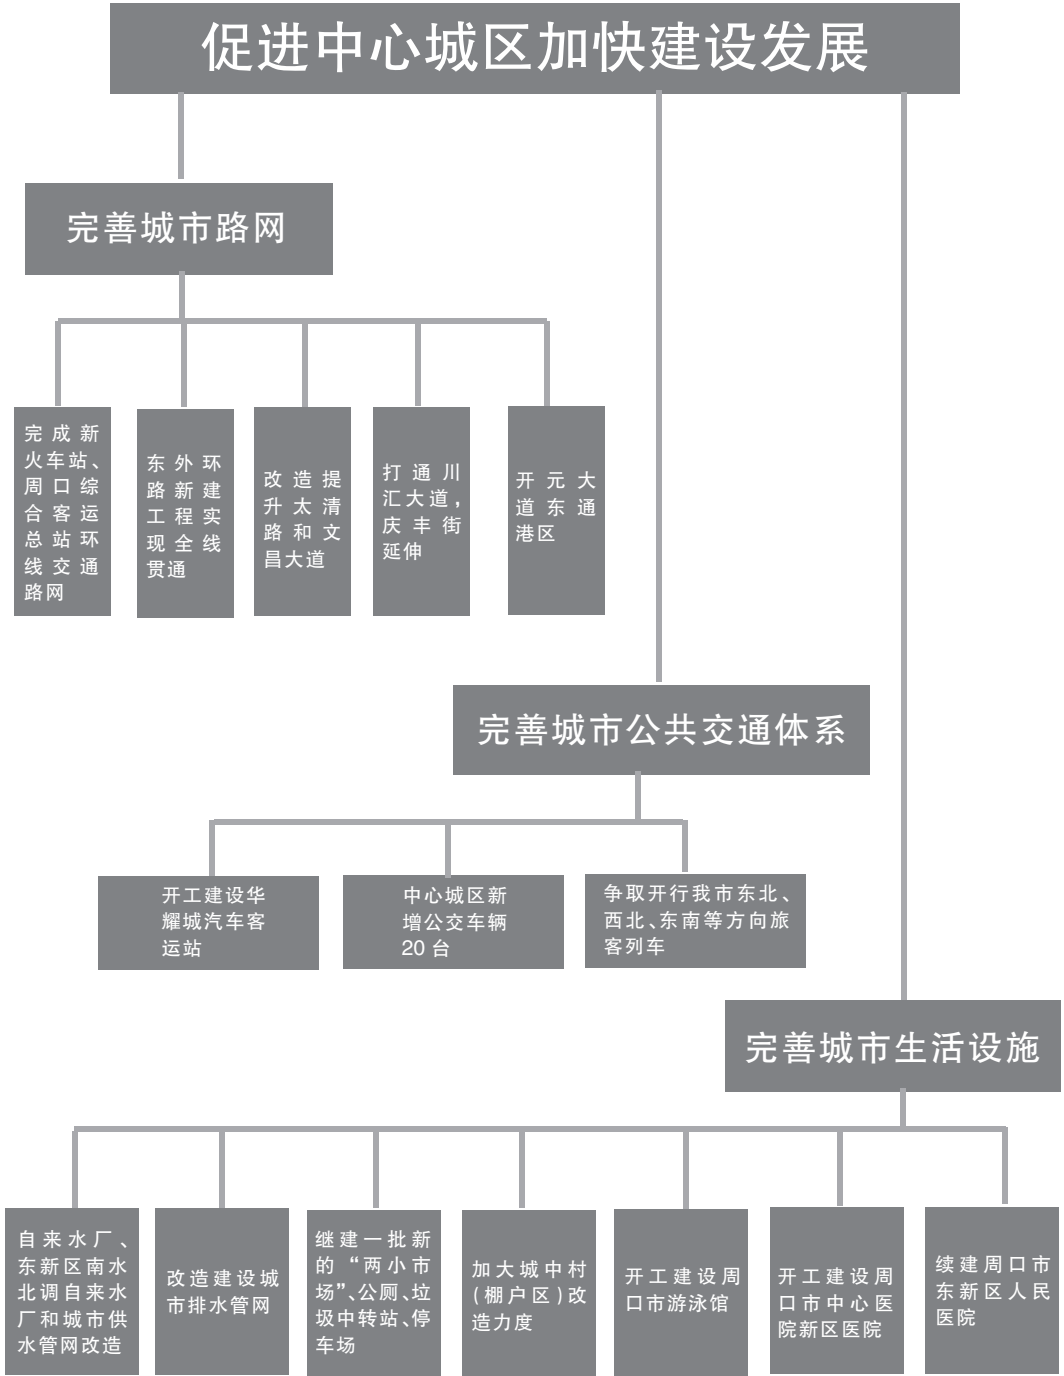 促进中心城区加快建设发展
完善城市路网
完成新
火车站、
周口综
合客运
总站环
线交通
路网
东外环
路新建
工程实
现全线
贯通
改造提
升太清
路和文
昌大道
打通川
汇大道,
庆丰街
延伸
开元大
道东通
港区
完善城市公共交通体系
开工建设华
耀城汽车客
运站
中心城区新
增公交车辆
20台
争取开行我市东北、
西北、东南等方向旅
客列车
完善城市生活设施
自来水厂、
东新区南水
北调自来水
厂和城市供
水管网改造
改造建设城
市排水管网
继建一批新
的“两小市
场”、公厕、垃
圾中转站、停
车场
加大城中村
(棚户区)改
造力度
开工建设周
口市游泳馆
开工建设周
口市中心医
院新区医院
续建周口市
东新区人民
医院